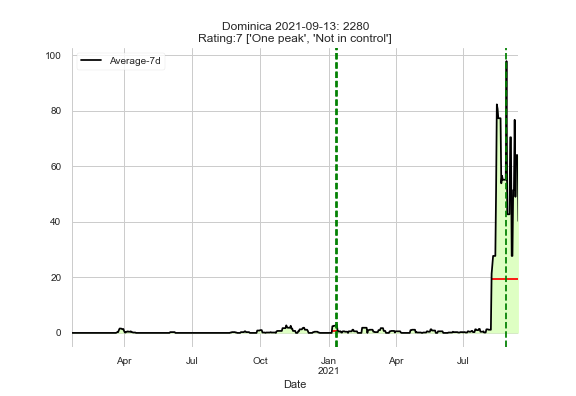 Dominica 2021-09-13: 2280
Rating:7 ['One peak', 'Not in control']
Average-7d
100
80
60
40
20
0
Apr
Jul
Oct
Jan
2021
Apr
Jul
Date